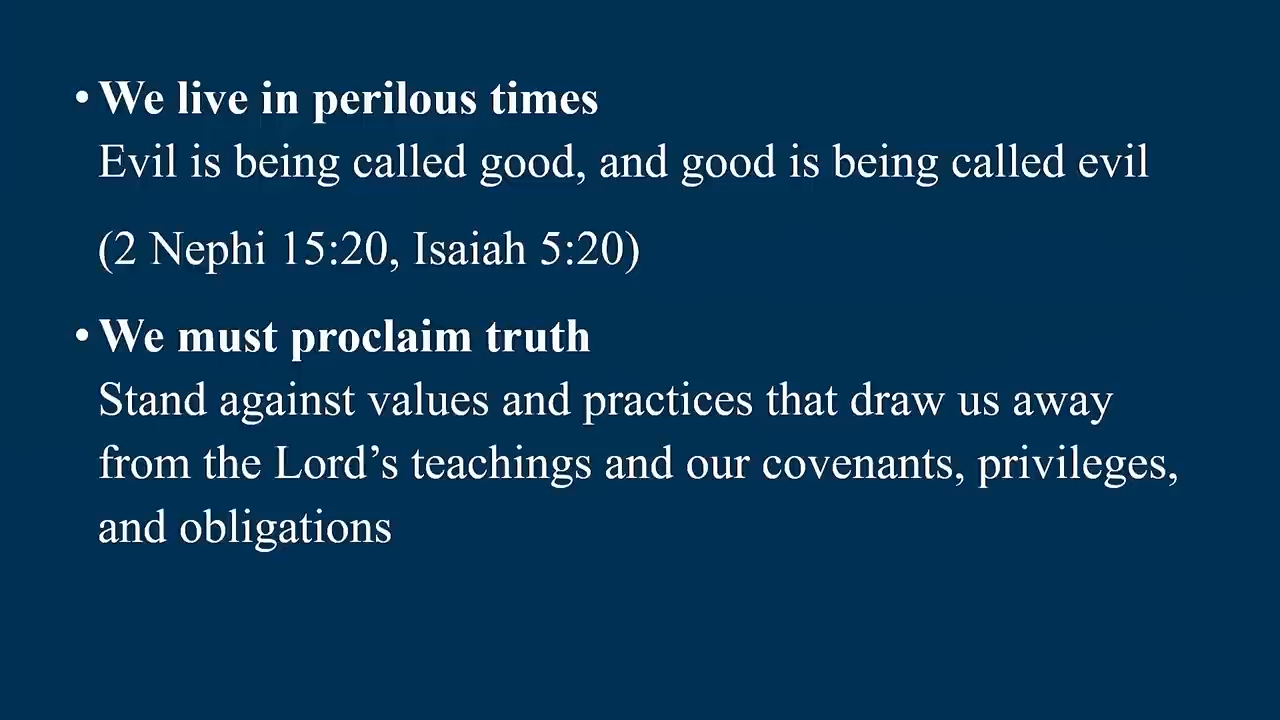 • We live in perilous times
Evil is being called good, and good is being called evil
(2 Nephi 15:20, Isaiah 5:20)
• We must proclaim truth
Stand against values and practices that draw us away
from the Lord’s teachings and our covenants, privileges,
and obligations